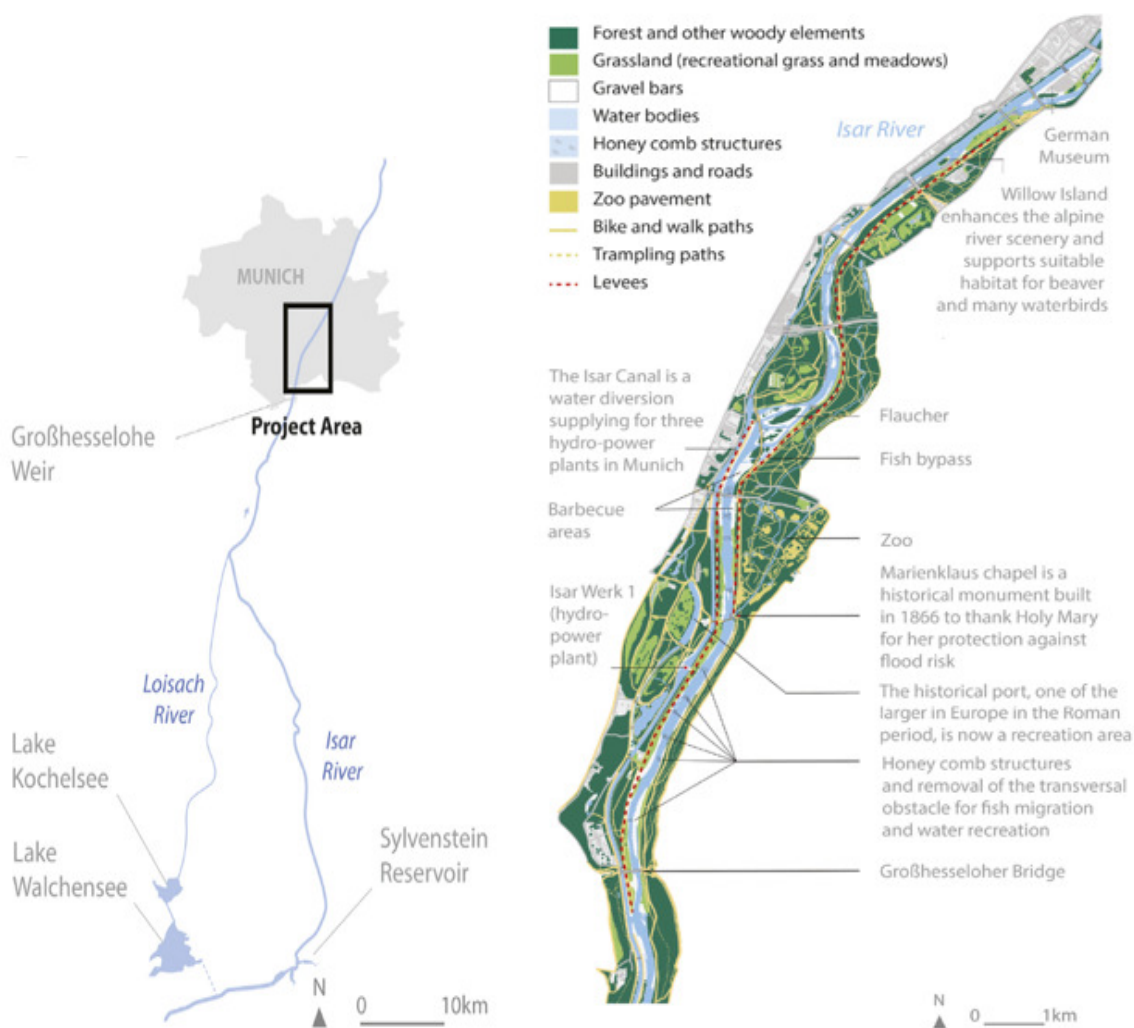 MUNICH
Project Area
Großhesselohe
Weir
Loisach
River
Isar
River
Lake
Kochelsee
Lake
Walchensee
Sylvenstein
Reservoir
N
0 10km
Forest and other woody elements
Grassland (recreational grass and meadows)
Gravel bars
Water bodies
Honey comb structures
Buildings and roads
Zoo pavement
Bike and walk paths
Trampling paths
Levees
Isar River
German
Museum
Willow Island
enhances the alpine
river scenery and
supports suitable
habitat for beaver
and many waterbirds
The Isar Canal is a
water diversion
supplying for three
hydro-power
plants in Munich
Flaucher
Fish bypass
Barbecue
areas
Zoo
Isar Werk 1
(hydro-
power
plant)
Marienklaus chapel is a
historical monument built
in 1866 to thank Holy Mary
for her protection against
flood risk
The historical port, one of the
larger in Europe in the Roman
period, is now a recreation area
Honey comb structures
and removal of the transversal
obstacle for fish migration
and water recreation
Großhesseloher Bridge
N
0 1km